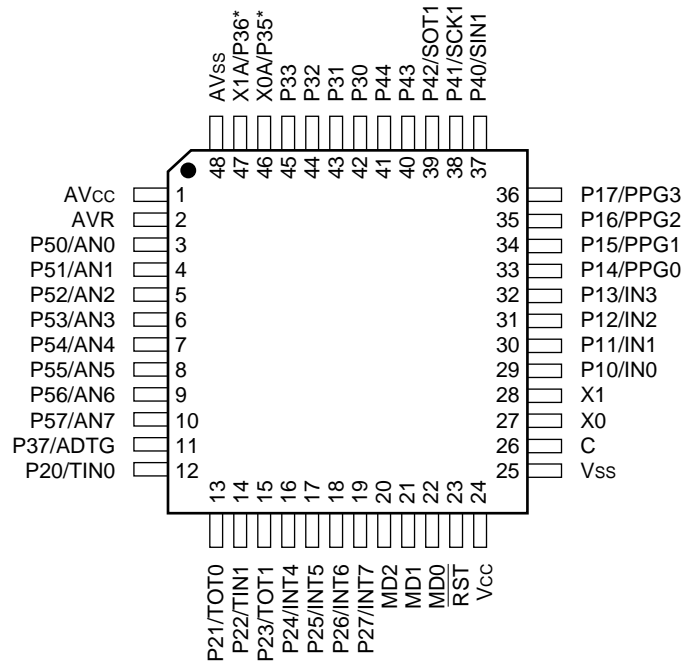 AVss
X1A/P36*
X0A/P35*
P33
P32
P31
P30
P44
P43
P42/SOT1
P41/SCK1
P40/SIN1
48
47
46
45
44
43
42
41
40
39
38
37
AVcc 1
AVR 2
P50/AN0 3
P51/AN1 4
P52/AN2 5
P53/AN3 6
P54/AN4 7
P55/AN5 8
P56/AN6 9
P57/AN7 10
P37/ADTG 11
P20/TIN0 12
36 P17/PPG3
35 P16/PPG2
34 P15/PPG1
33 P14/PPG0
32 P13/IN3
31 P12/IN2
30 P11/IN1
29 P10/IN0
28 X1
27 X0
26 C
25 Vss
13
14
15
16
17
18
19
20
21
22
23
24
P21/TOT0
P22/TIN1
P23/TOT1
P24/INT4
P25/INT5
P26/INT6
P27/INT7
MD2
MD1
MD0
RST
Vcc